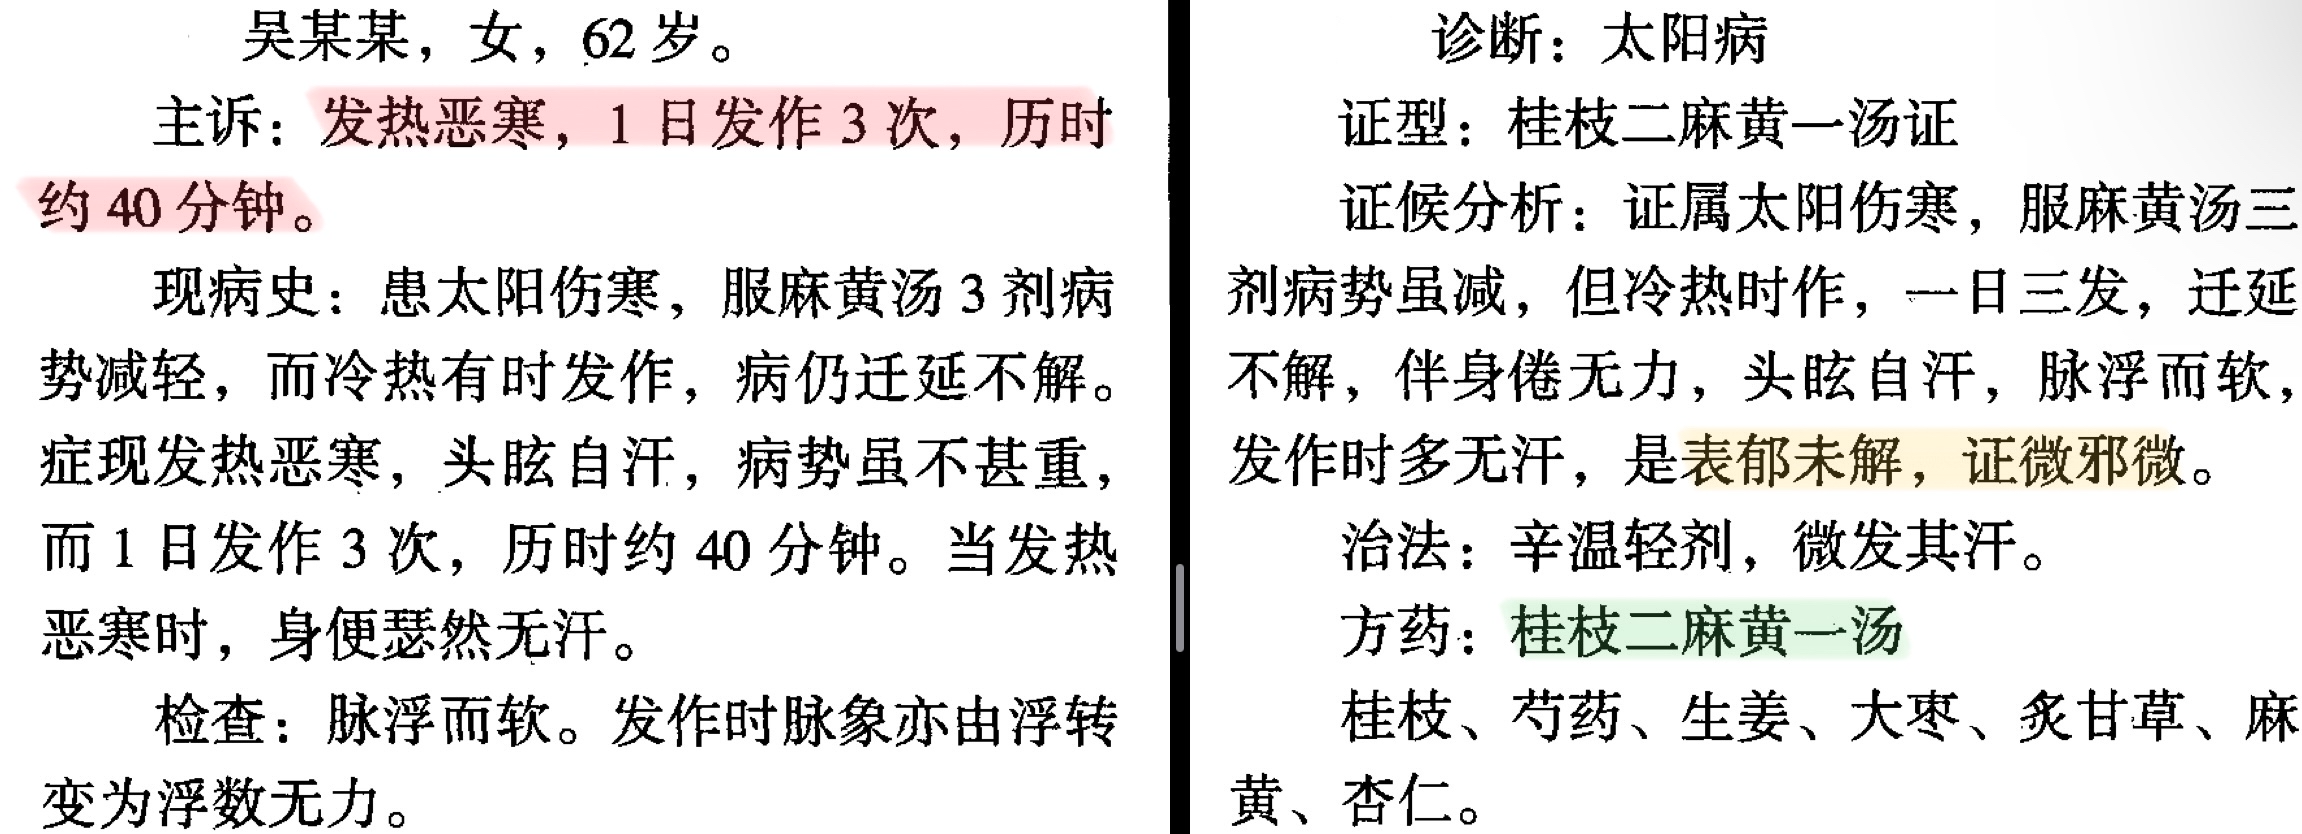 吴某某，女，62岁。
主诉：发热恶寒，1日发作3次，历时
约40分钟。
现病史：患太阳伤寒，服麻黄汤3剂病
势减轻，而冷热有时发作，病仍迁延不解。
症现发热恶寒，头眩自汗，病势虽不甚重，
而1日发作3次，历时约40分钟。当发热
恶寒时，身便瑟然无汗。
检查：脉浮而软。发作时脉象亦由浮转
变为浮数无力。
诊断：太阳病
证型：桂枝二麻黄一汤证
证候分析：证属太阳伤寒，服麻黄汤三
剂病势虽减，但冷热时作，一日三发，迁延
不解，伴身倦无力，头眩自汗，脉浮而软，
发作时多无汗，是表郁未解，证微邪微。
治法：辛温轻剂，微发其汗。
方药：桂枝二麻黄一汤
桂枝、芍药、生姜、大枣、炙甘草、麻
黄、杏仁。